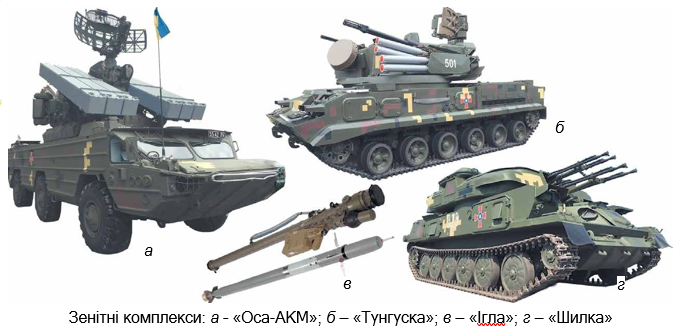 501
а
б
в
г
Зенітні комплекси: а - «Оса-АКМ»; б – «Тунгуска»; в – «Ігла»; г – «Шилка»